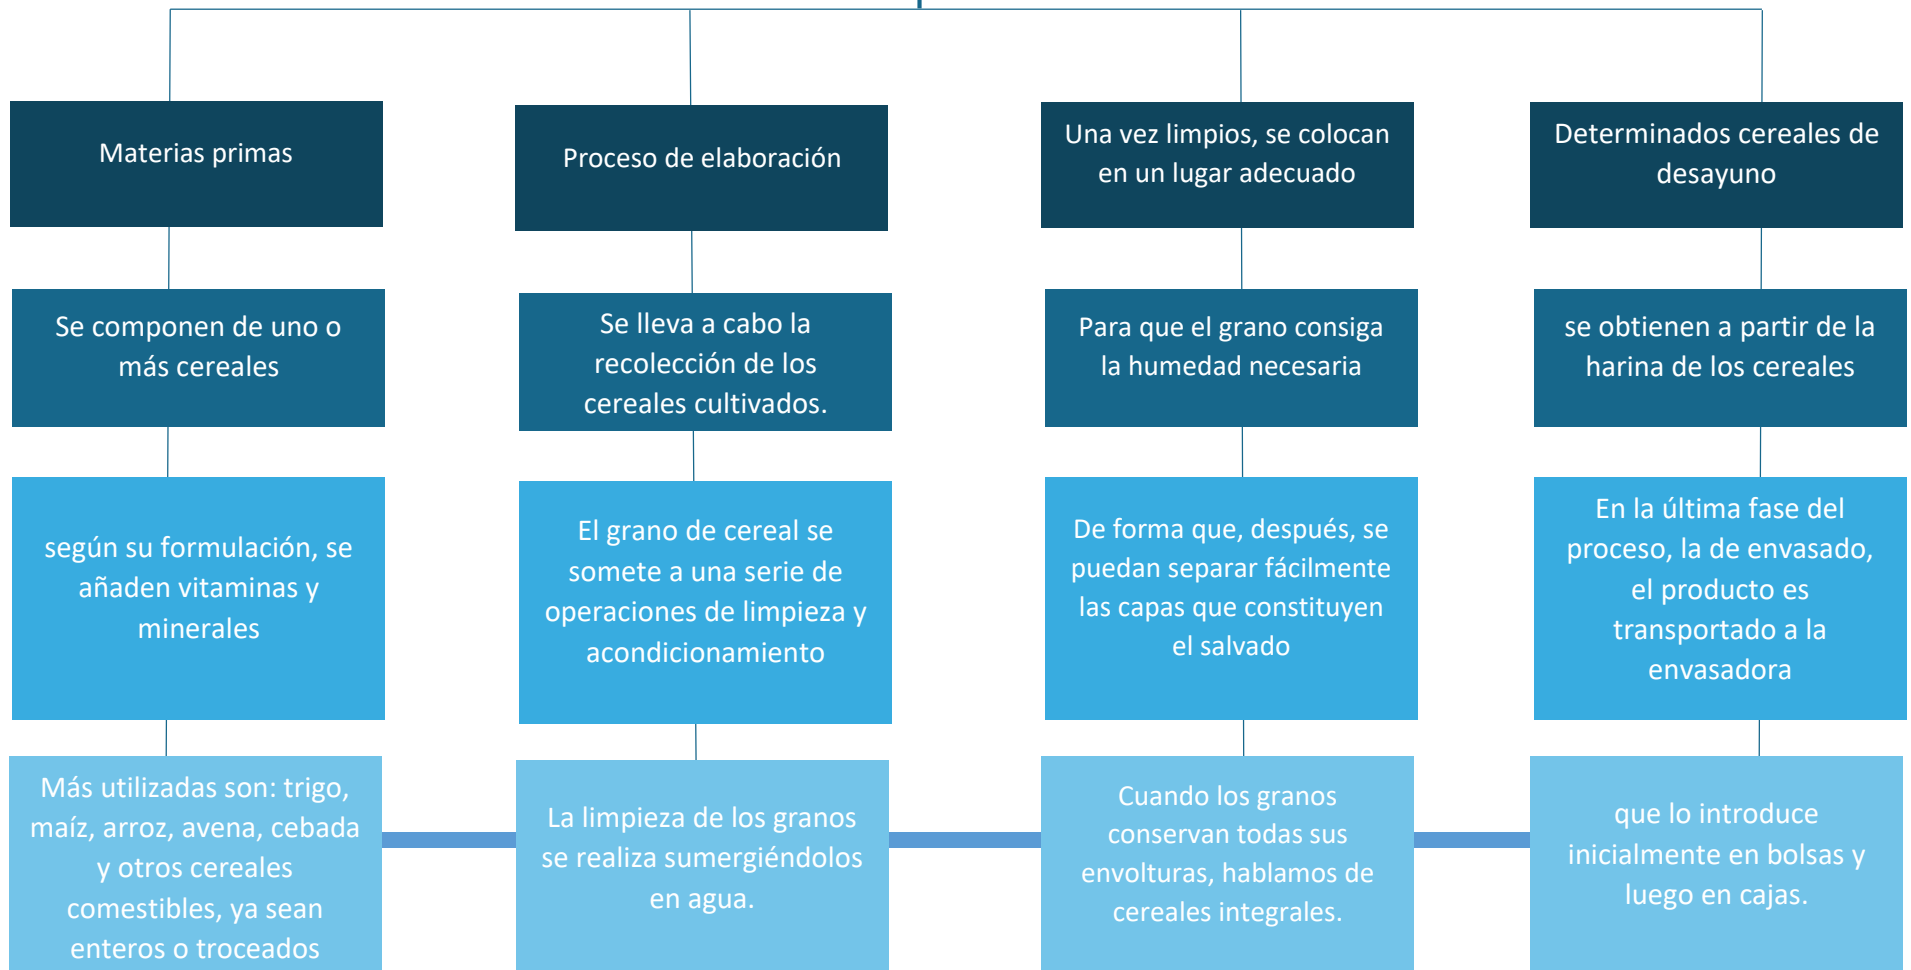 Materias primas
Se componen de uno o
más cereales
según su formulación, se
añaden vitaminas y
minerales
Más utilizadas son: trigo,
maíz, arroz, avena, cebada
y otros cereales
comestibles, ya sean
enteros o troceados
Proceso de elaboración
Se lleva a cabo la
recolección de los
cereales cultivados.
El grano de cereal se
somete a una serie de
operaciones de limpieza y
acondicionamiento
La limpieza de los granos
se realiza sumergiéndolos
en agua.
Una vez limpios, se colocan
en un lugar adecuado
Para que el grano consiga
la humedad necesaria
De forma que, después, se
puedan separar fácilmente
las capas que constituyen
el salvado
Cuando los granos
conservan todas sus
envolturas, hablamos de
cereales integrales.
Determinados cereales de
desayuno
se obtienen a partir de la
harina de los cereales
En la última fase del
proceso, la de envasado,
el producto es
transportado a la
envasadora
que lo introduce
inicialmente en bolsas y
luego en cajas.